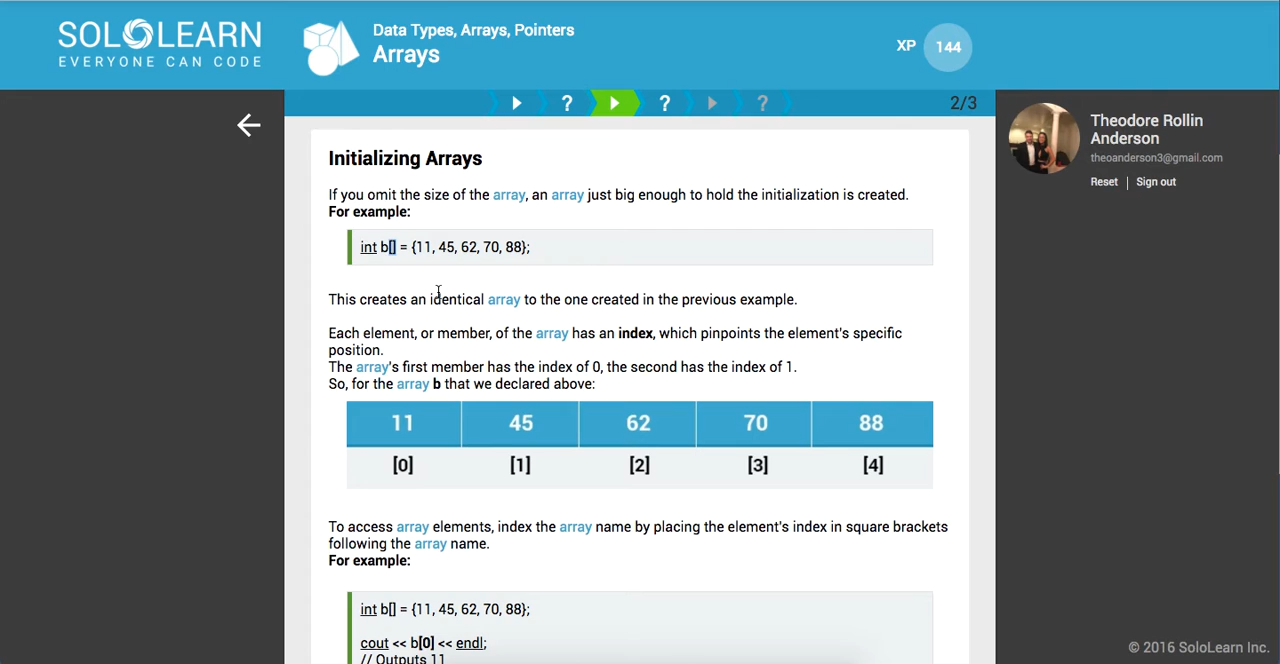 SOLOLEARN
EVERYONE CAN CODE
Data Types, Arrays, Pointers
Arrays
XP 144
? ? ? 2/3
Theodore Rollin
Anderson
theoanderson3@gmail.com
Reset | Sign out
Initializing Arrays
If you omit the size of the array, an array just big enough to hold the initialization is created.
For example:
int b[] = {11, 45, 62, 70, 88};
This creates an identical array to the one created in the previous example.
Each element, or member, of the array has an index, which pinpoints the element's specific
position.
The array's first member has the index of 0, the second has the index of 1.
So, for the array b that we declared above:
11 45 62 70 88
[0] [1] [2] [3] [4]
To access array elements, index the array name by placing the element's index in square brackets
following the array name.
For example:
int b[] = {11, 45, 62, 70, 88};
cout << b[0] << endl;
// Outputs 11
© 2016 SoloLearn Inc.